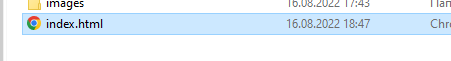 images 16.08.2022 17:43
index.html 16.08.2022 18:47 Chr